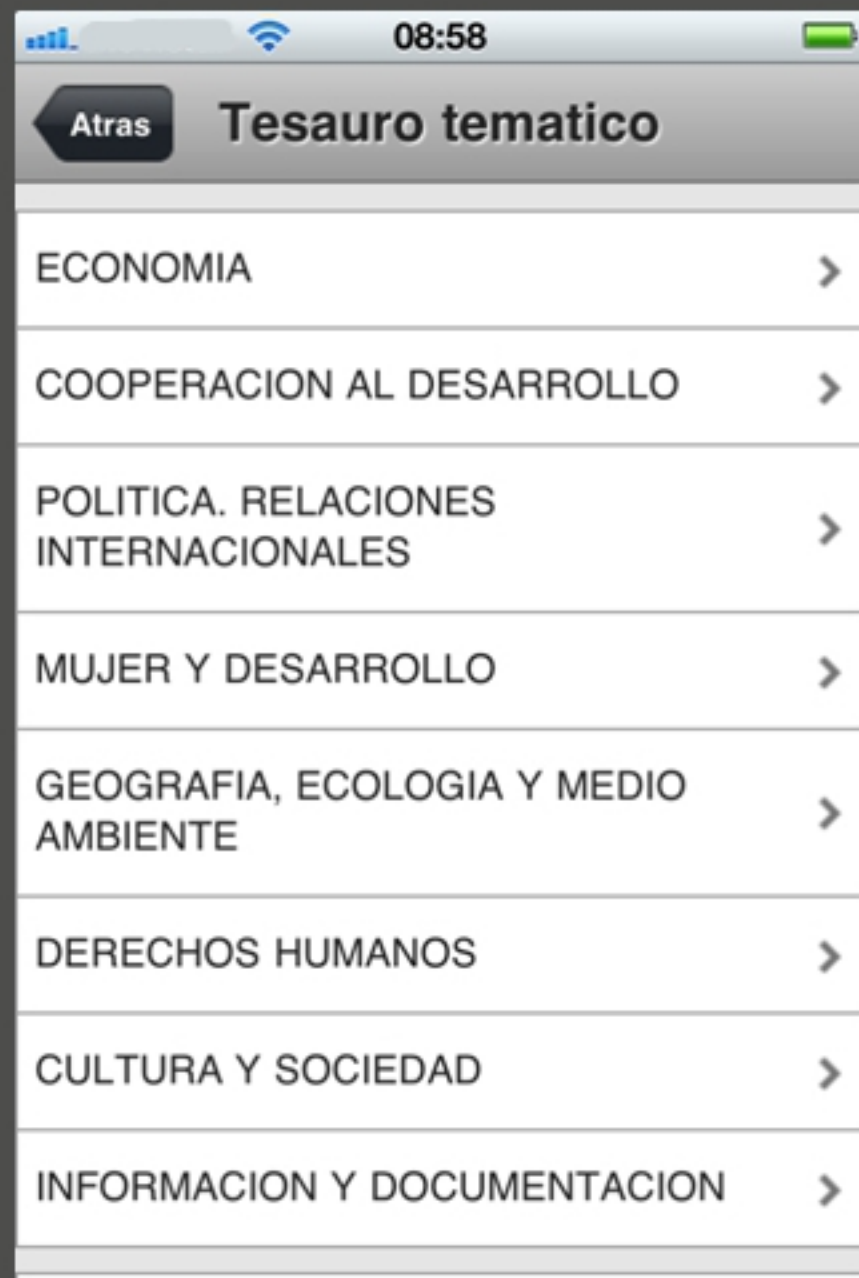 08:58
Atras
Tesauro tematico
ECONOMIA
COOPERACION AL DESARROLLO
POLITICA. RELACIONES
INTERNACIONALES
MUJER Y DESARROLLO
GEOGRAFIA, ECOLOGIA Y MEDIO
AMBIENTE
DERECHOS HUMANOS
CULTURA Y SOCIEDAD
INFORMACION Y DOCUMENTACION